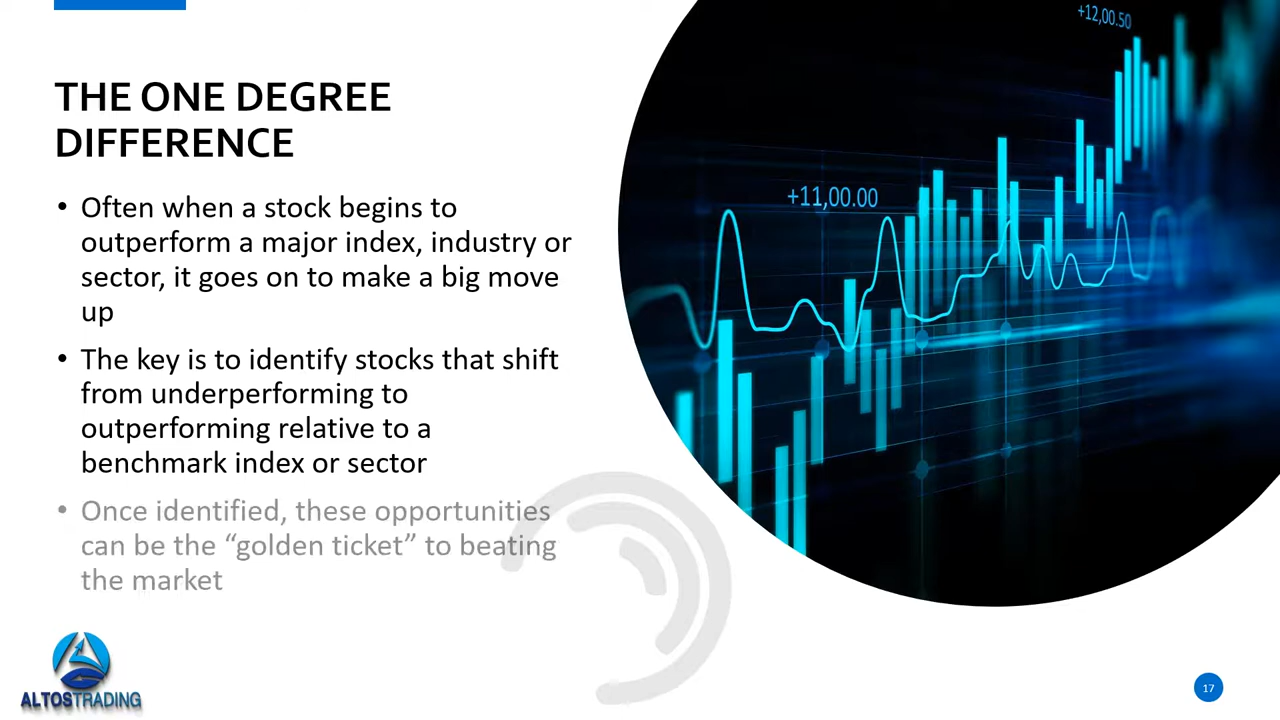 +12,00.50
THE ONE DEGREE
DIFFERENCE
• Often when a stock begins to
outperform a major index, industry or
sector, it goes on to make a big move
up
+11,00.00
• The key is to identify stocks that shift
from underperforming to
outperforming relative to a
benchmark index or sector
• Once identified, these opportunities
can be the “golden ticket” to beating
the market
ALTOSTRADING
17